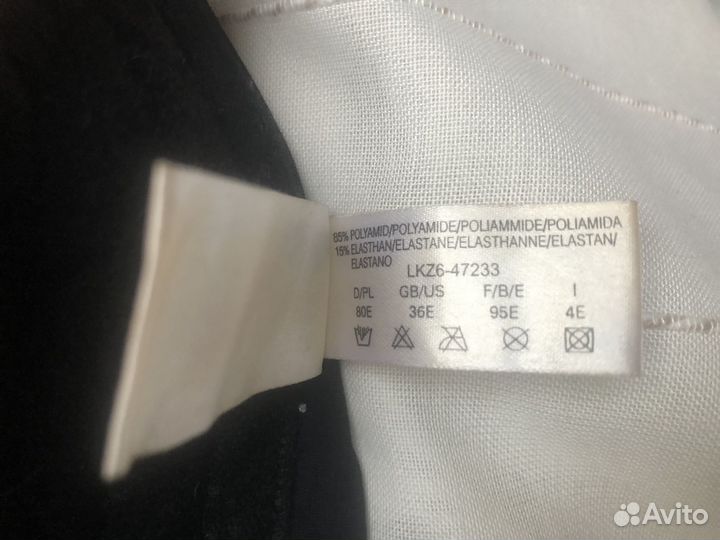 85% POLYAMID/POLYAMIDE/POLIAMMIDE/POLIAMIDA
15% ELASTHAN/ELASTANE/ELASTHANNE/ELASTAN/
ELASTANO
LKZ6-47233
D/PL GB/US F/B/E I
80E 36E 95E 4E
Avito